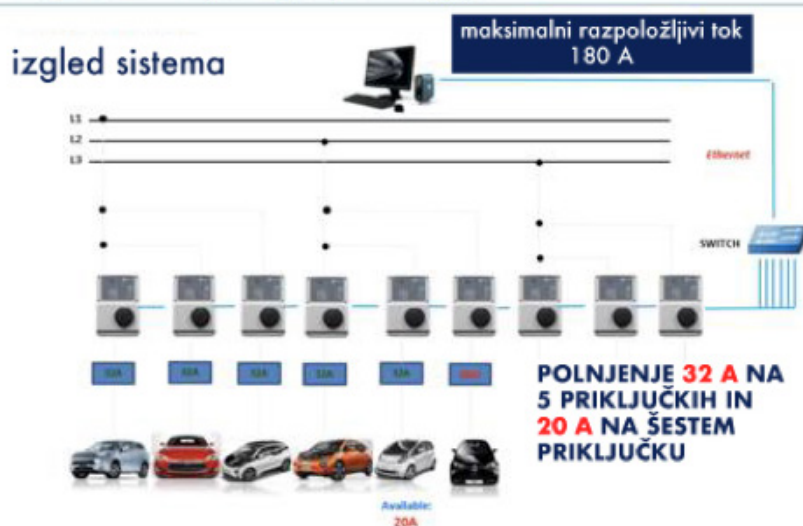 maksimalni razpoložljivi tok
180 A
izgled sistema
L1
L2
L3
Ethernet
SWITCH
32A
32A
32A
32A
POLNJENJE 32 A NA
5 PRIKLJUČKIH IN
20 A NA ŠESTEM
PRIKLJUČKU
Available:
20A